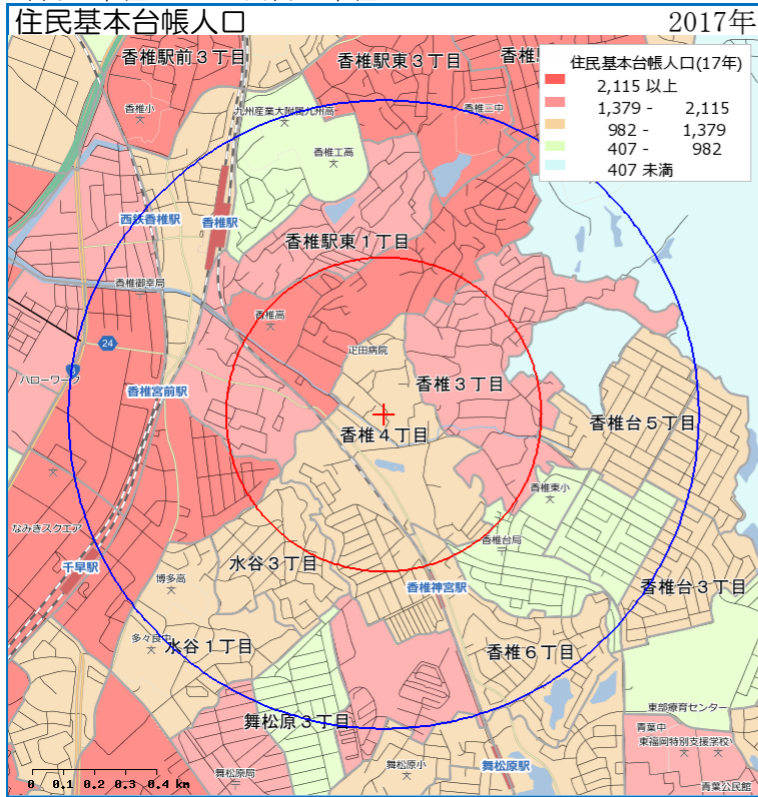 住民基本台帳人口
2017年
住民基本台帳人口(17年)
2,115 以上
1,379 - 2,115
982 - 1,379
407 - 982
407 未満
香椎駅前3丁目
香椎駅東3丁目
香椎小
九州産業大附属九州高
香椎二中
香椎工高
西鉄香椎駅
香椎駅
香椎駅東1丁目
香椎御幸局
香椎高
24
疋田病院
ハローワーク
香椎宮前駅
香椎3丁目
香椎4丁目
香椎台5丁目
香椎東小
なみきスクエア
香椎台局
千早駅
博多高
水谷3丁目
香椎神宮駅
香椎台3丁目
多々良中
水谷1丁目
香椎6丁目
舞松原3丁目
東部療育センター
青葉中
東福岡特別支援学校
舞松原局
舞松原小
舞松原駅
青葉公民館
0 0.1 0.2 0.3 0.4 km